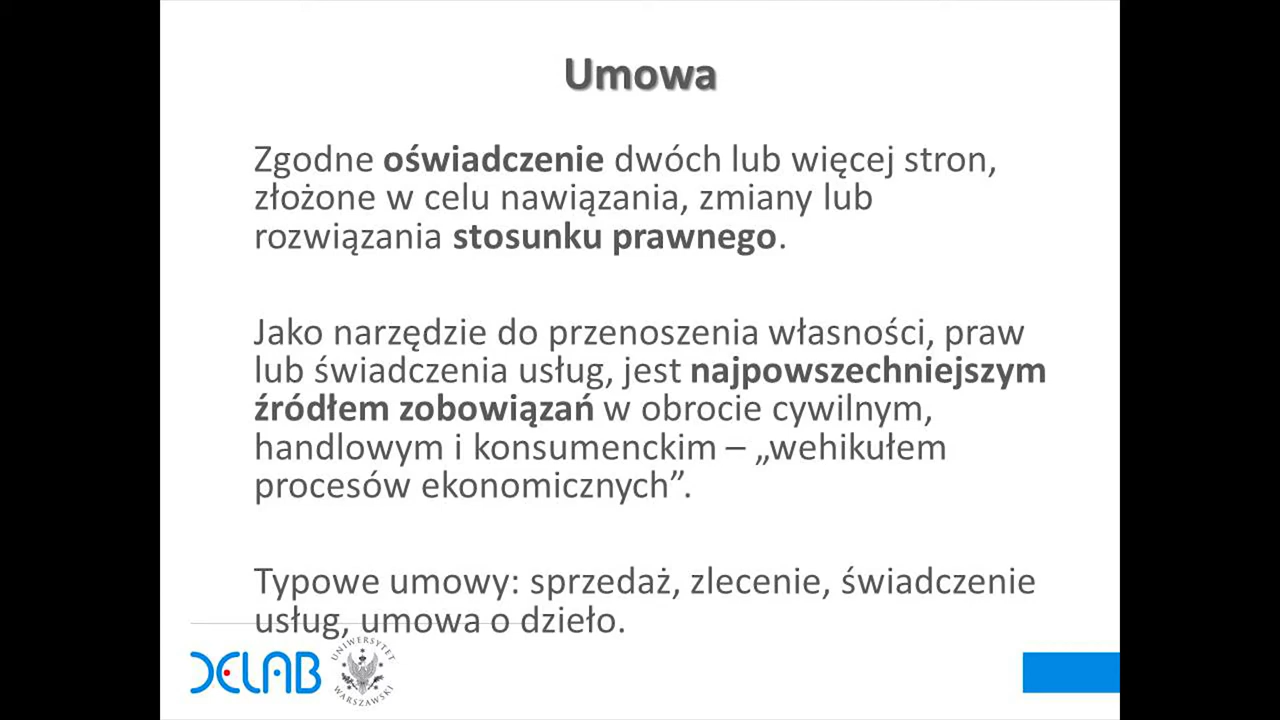 Umowa
Zgodne oświadczenie dwóch lub więcej stron,
złożone w celu nawiązania, zmiany lub
rozwiązania stosunku prawnego.
Jako narzędzie do przenoszenia własności, praw
lub świadczenia usług, jest najpowszechniejszym
źródłem zobowiązań w obrocie cywilnym,
handlowym i konsumenckim – „wehikułem
procesów ekonomicznych”.
Typowe umowy: sprzedaż, zlecenie, świadczenie
usług, umowa o dzieło.
DELAB
UNIWERSYTET
WARSZAWSKI